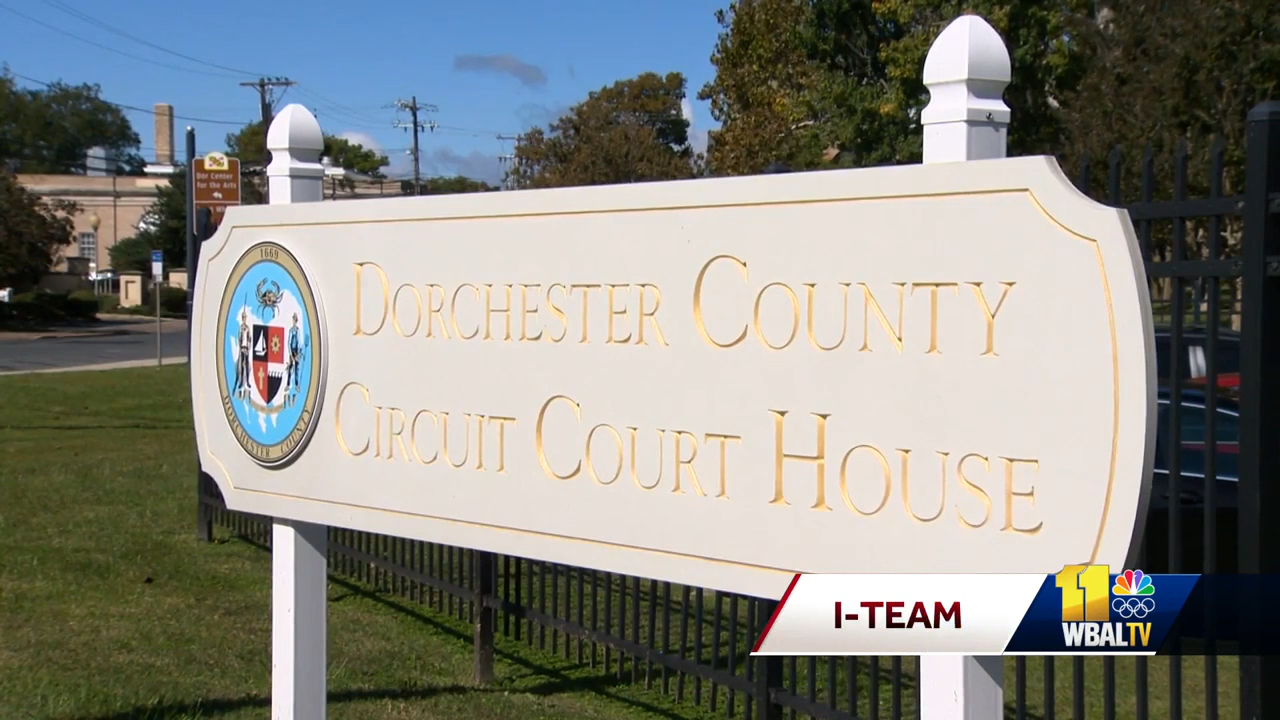 Dor Center
for the Arts
1669
DORCHESTER COUNTY
DORCHESTER COUNTY
CIRCUIT COURT HOUSE
I-TEAM
11
WBALTV